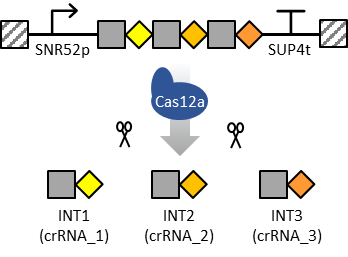 SNR52p
SUP4t
Cas12a
INT1
(crRNA_1)
INT2
(crRNA_2)
INT3
(crRNA_3)